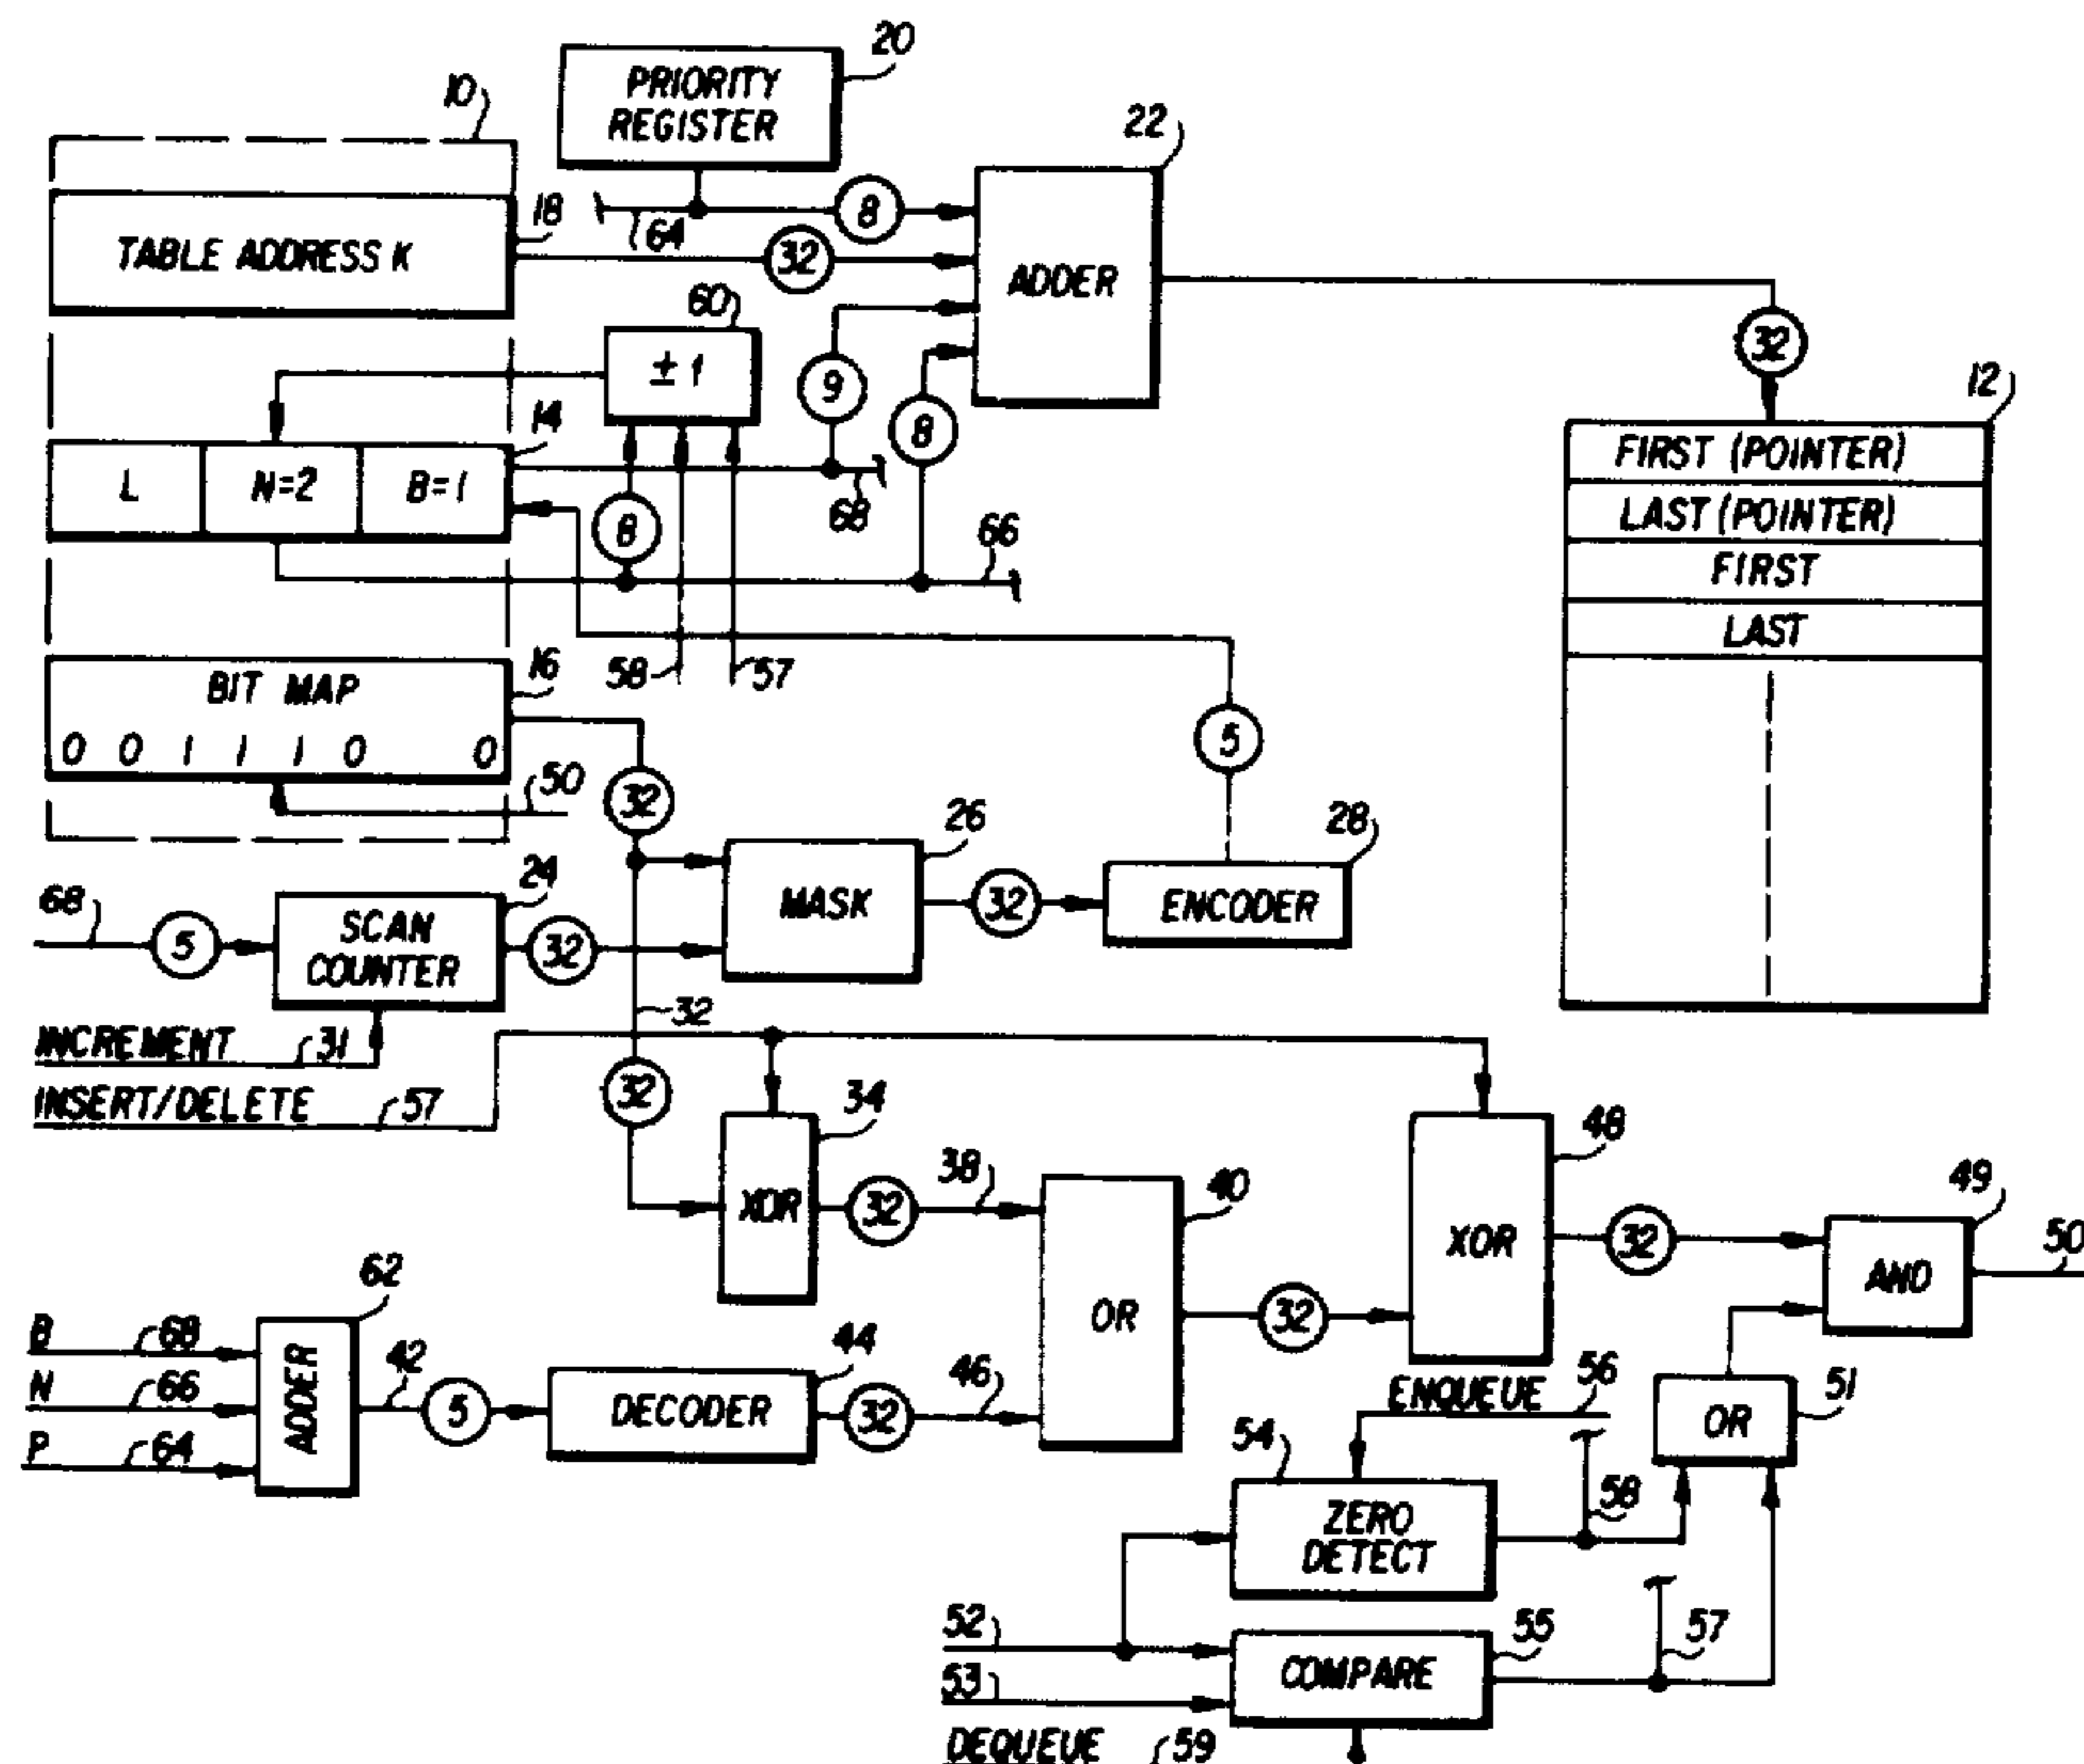 20
PRIORITY
REGISTER
10
22
TABLE ADDRESS K
18
64
8
32
ADDER
60
± 1
32
9
12
14
8
FIRST (POINTER)
L
N=2
B=1
68
LAST (POINTER)
8
66
FIRST
LAST
BIT MAP
16
58
57
0 0 1 1 1 0 0
5
50
32
26
28
24
MASK
32
ENCODER
68
5
SCAN
COUNTER
32
32
INCREMENT
31
INSERT/DELETE
57
32
34
48
38
40
49
XOR
32
XOR
32
50
AND
62
OR
B
68
44
32
N
66
ADDER
42
5
DECODER
32
46
ENQUEUE
56
OR
51
P
64
54
58
ZERO
DETECT
52
55
57
53
COMPARE
DEQUEUE
59